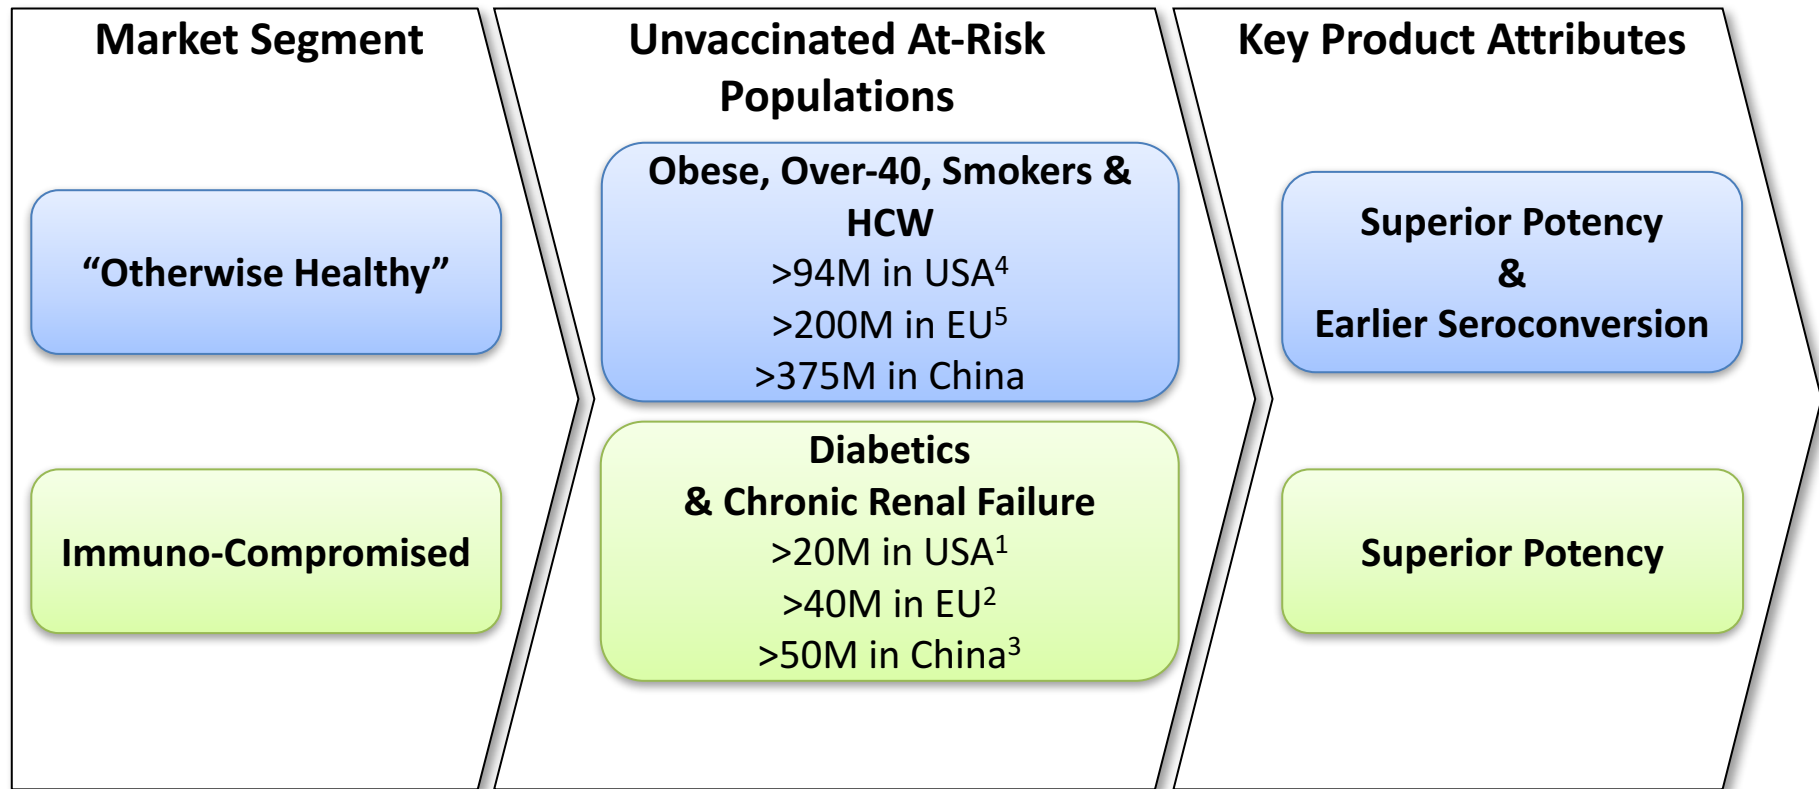 Market Segment
Unvaccinated At-Risk
Populations
Key Product Attributes
“Otherwise Healthy”
Obese, Over-40, Smokers &
HCW
>94M in USA⁴
>200M in EU⁵
>375M in China
Superior Potency
&
Earlier Seroconversion
Immuno-Compromised
Diabetics
& Chronic Renal Failure
>20M in USA¹
>40M in EU²
>50M in China³
Superior Potency